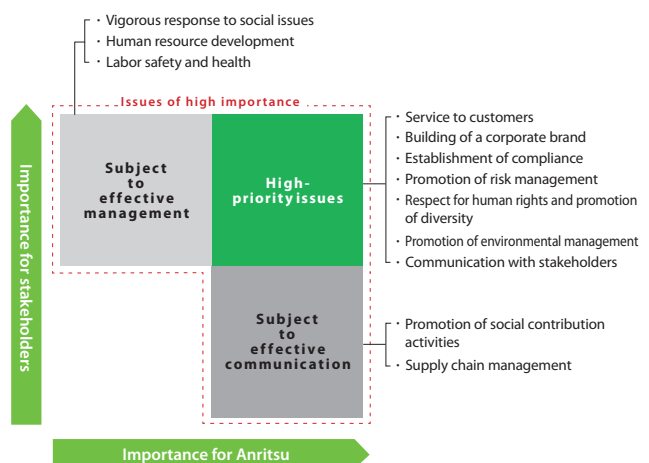 · Vigorous response to social issues
· Human resource development
· Labor safety and health
Issues of high importance
Importance for stakeholders
Subject
to
effective
management
High-
priority issues
· Service to customers
· Building of a corporate brand
· Establishment of compliance
· Promotion of risk management
· Respect for human rights and promotion
of diversity
· Promotion of environmental management
· Communication with stakeholders
Subject
to
effective
communication
· Promotion of social contribution
activities
· Supply chain management
Importance for Anritsu